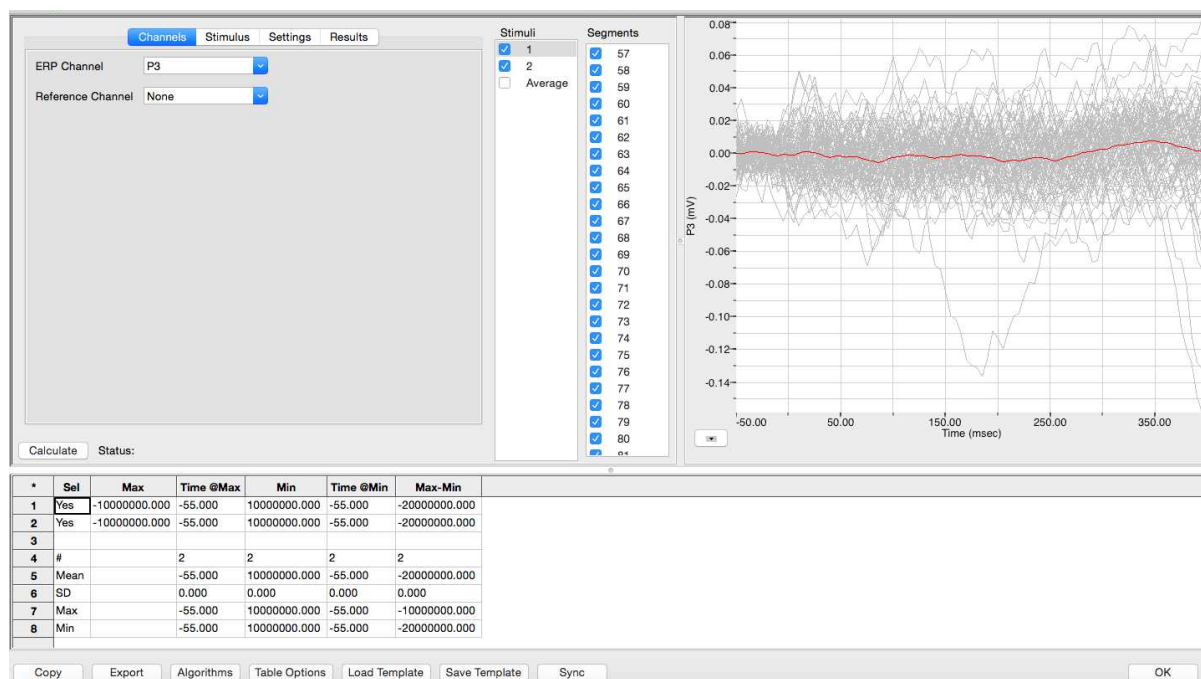 Channels Stimulus Settings Results
ERP Channel P3
Reference Channel None
Calculate Status:
Stimuli
1
2
Average
Segments
57
58
59
60
61
62
63
64
65
66
67
68
69
70
71
72
73
74
75
76
77
78
79
80
81
0.08
0.06
0.04
0.02
0.00
-0.02
-0.04
-0.06
-0.08
-0.10
-0.12
-0.14
P3 (mV)
-50.00 50.00 150.00 250.00 350.00
Time (msec)
* Sel Max Time @Max Min Time @Min Max-Min
1 Yes -10000000.000 -55.000 10000000.000 -55.000 -20000000.000
2 Yes -10000000.000 -55.000 10000000.000 -55.000 -20000000.000
3
4 # 2 2 2 2
5 Mean -55.000 10000000.000 -55.000 -20000000.000
6 SD 0.000 0.000 0.000 0.000
7 Max -55.000 10000000.000 -55.000 -10000000.000
8 Min -55.000 10000000.000 -55.000 -20000000.000
Copy Export Algorithms Table Options Load Template Save Template Sync OK